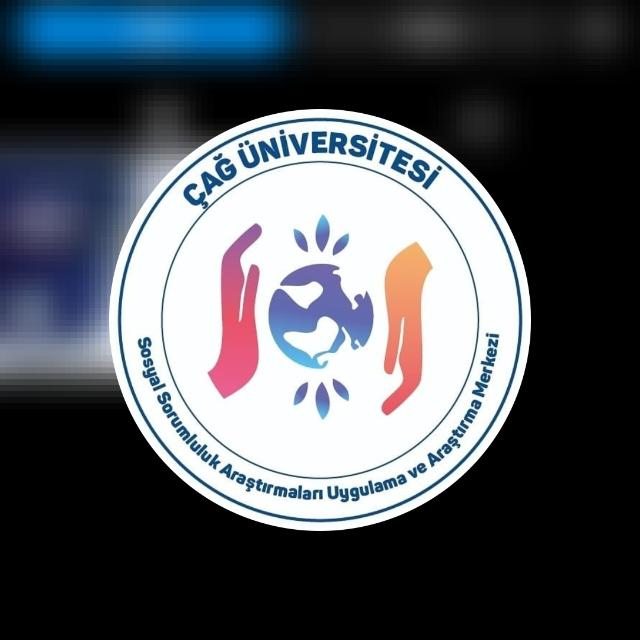 ÇAĞ ÜNİVERSİTESİ
Sosyal Sorumluluk Araştırmaları Uygulama ve Araştırma Merkezi